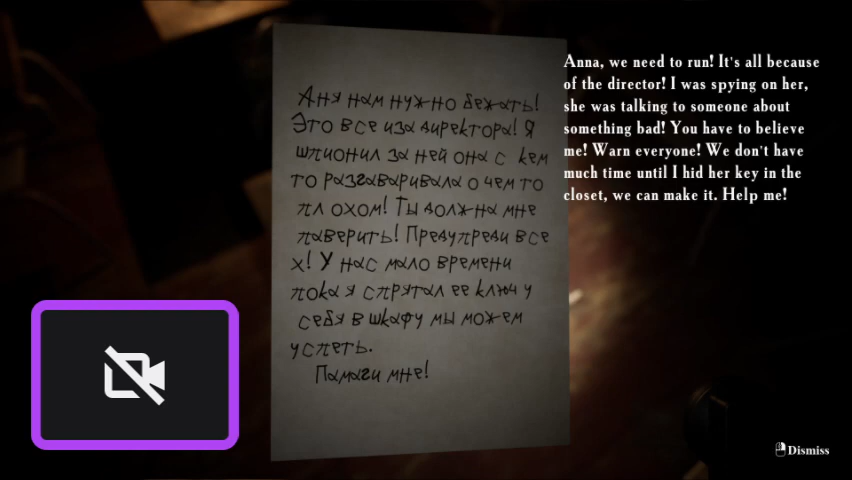 Аня нам нужно бежать!
Это все иза директора! Я
шпионил за ней она с кем
то разгаваривала о чем то
пл охом! Ты должна мне
паверить! Предупреди все
х! У нас мало времени
пока я спрятал ее ключ у
себя в шкафу мы можем
успеть.
Памаги мне!
Anna, we need to run! It's all because
of the director! I was spying on her,
she was talking to someone about
something bad! You have to believe
me! Warn everyone! We don't have
much time until I hid her key in the
closet, we can make it. Help me!
Dismiss